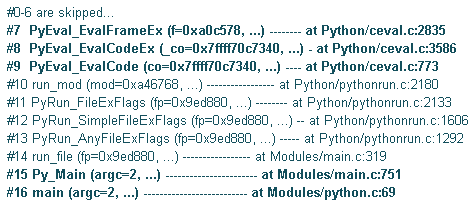 #0-6 are skipped...
#7 PyEval_EvalFrameEx (f=0xa0c578, ...) -------- at Python/ceval.c:2835
#8 PyEval_EvalCodeEx (_co=0x7ffff70c7340, ...) - at Python/ceval.c:3586
#9 PyEval_EvalCode (co=0x7ffff70c7340, ...) ---- at Python/ceval.c:773
#10 run_mod (mod=0xa46768, ...) ----------------- at Python/pythonrun.c:2180
#11 PyRun_FileExFlags (fp=0x9ed880, ...) -------- at Python/pythonrun.c:2133
#12 PyRun_SimpleFileExFlags (fp=0x9ed880, ...) -- at Python/pythonrun.c:1606
#13 PyRun_AnyFileExFlags (fp=0x9ed880, ...) ----- at Python/pythonrun.c:1292
#14 run_file (fp=0x9ed880, ...) ----------------- at Modules/main.c:319
#15 Py_Main (argc=2, ...) ----------------------- at Modules/main.c:751
#16 main (argc=2, ...) -------------------------- at Modules/python.c:69